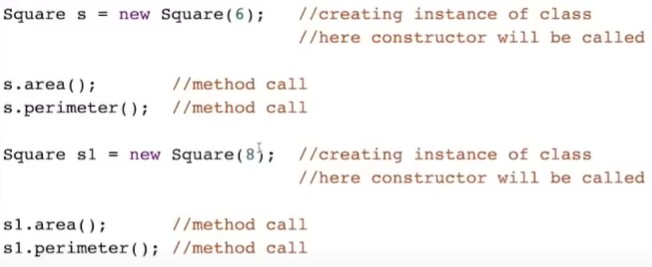 Square s = new Square(6);   //creating instance of class
//here constructor will be called
s.area();       //method call
s.perimeter();  //method call
Square s1 = new Square(8);  //creating instance of class
//here constructor will be called
s1.area();      //method call
s1.perimeter(); //method call